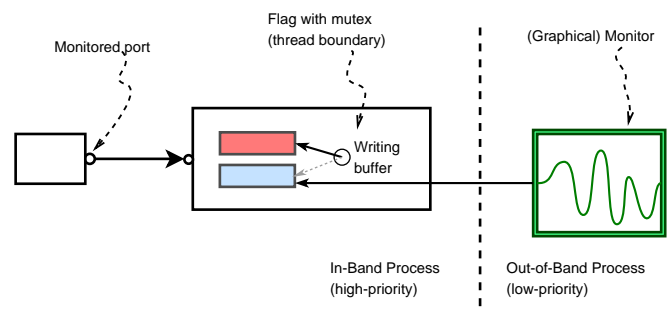 Flag with mutex
(thread boundary)
Monitored port
(Graphical) Monitor
Writing
buffer
In-Band Process
(high-priority)
Out-of-Band Process
(low-priority)